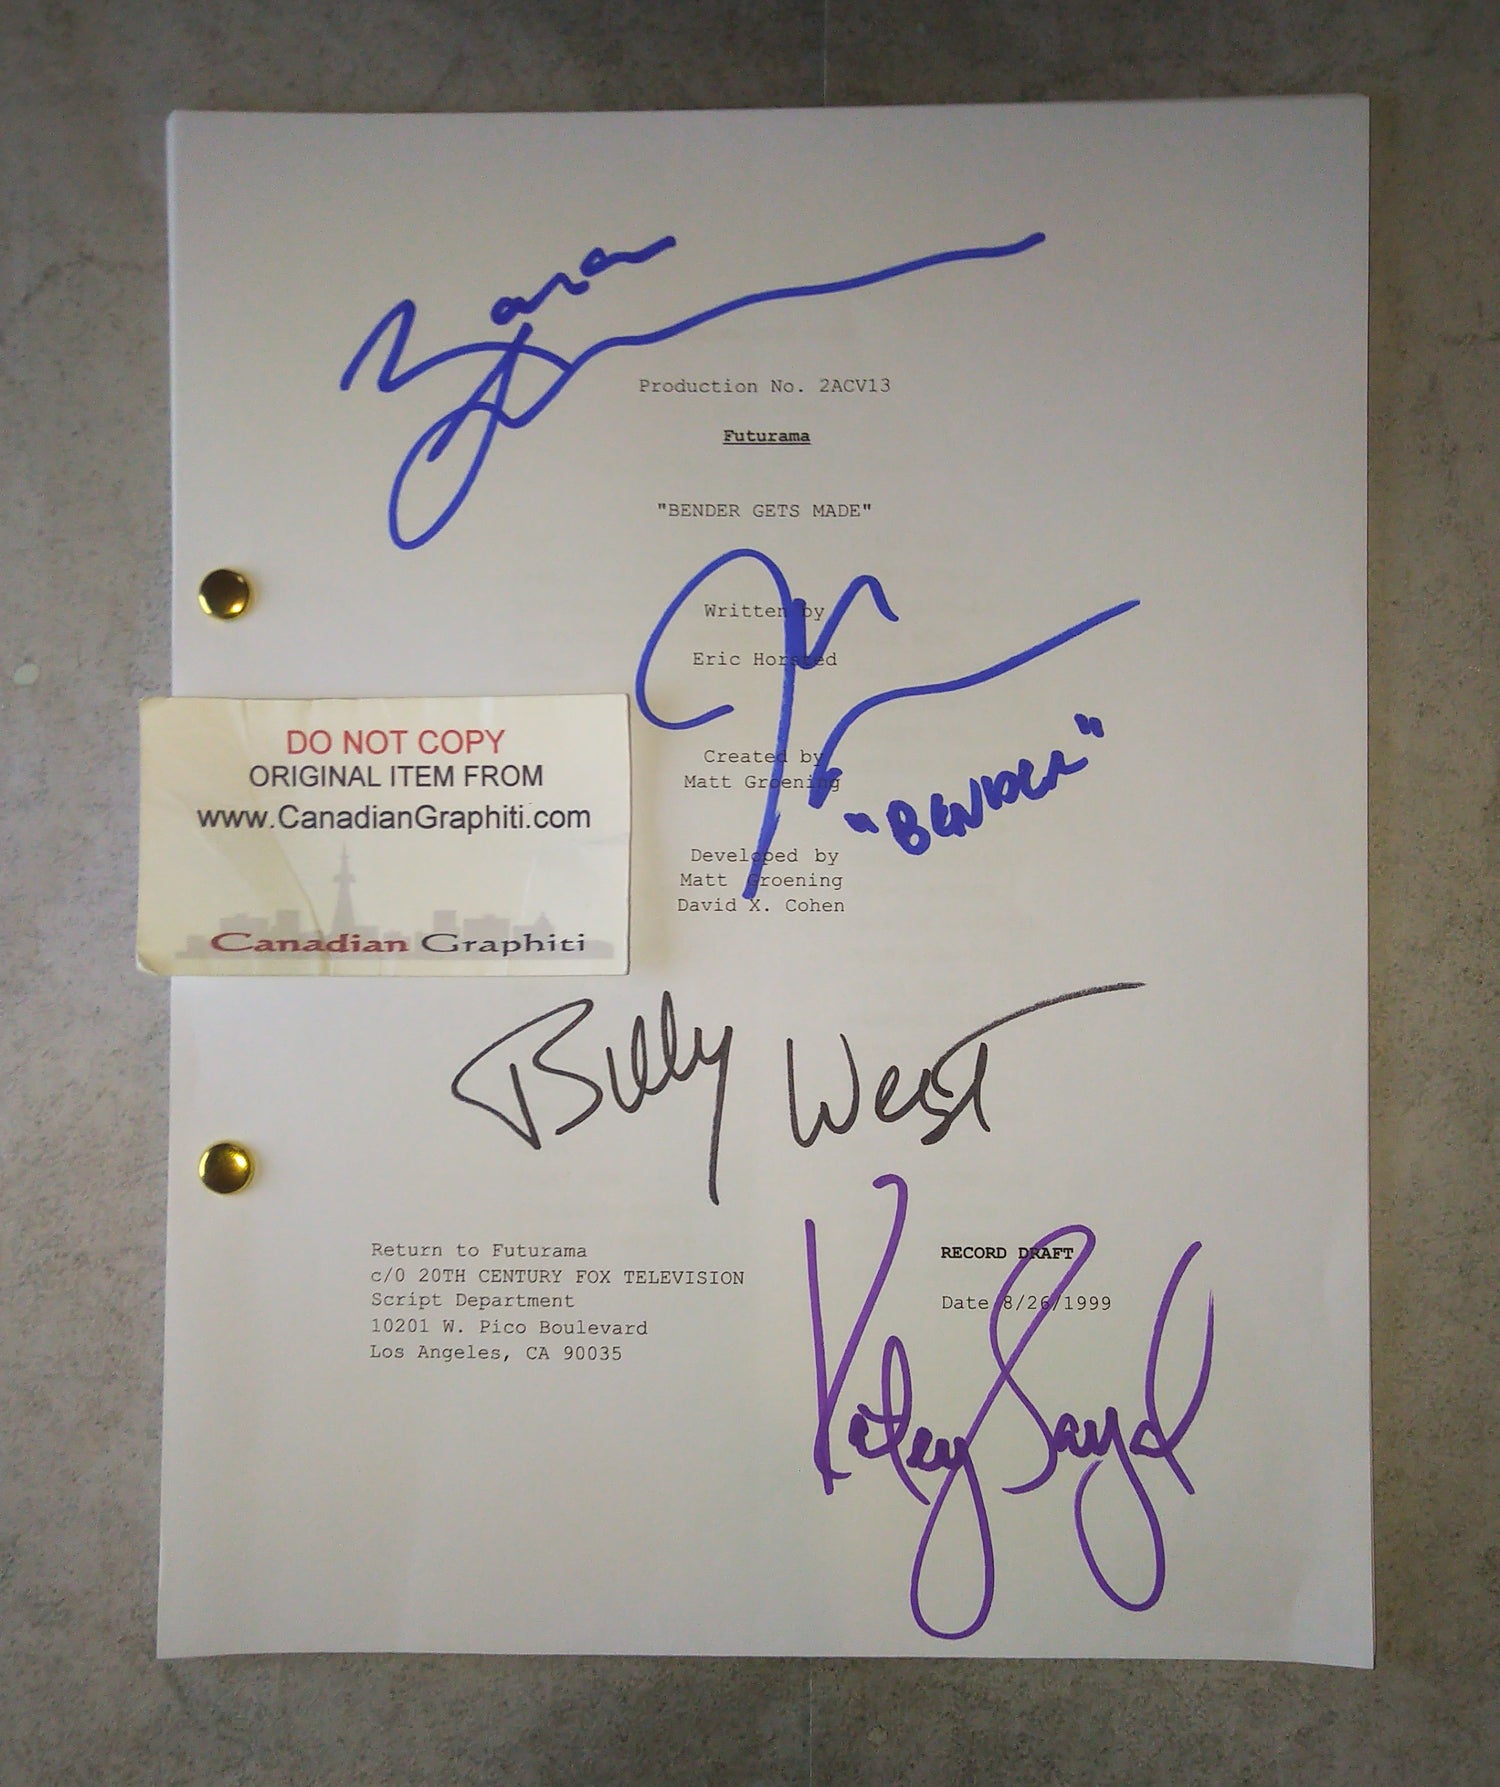 Production No. 2ACV13
Futurama
"BENDER GETS MADE"
Written by
Eric Horsted
Created by
Matt Groening
"BENDER"
Developed by
Matt Groening
David X. Cohen
DO NOT COPY
ORIGINAL ITEM FROM
www.CanadianGraphiti.com
Canadian Graphiti
Billy West
Return to Futurama
c/0 20TH CENTURY FOX TELEVISION
Script Department
10201 W. Pico Boulevard
Los Angeles, CA 90035
RECORD DRAFT
Date 8/26/1999
Katey Sagal